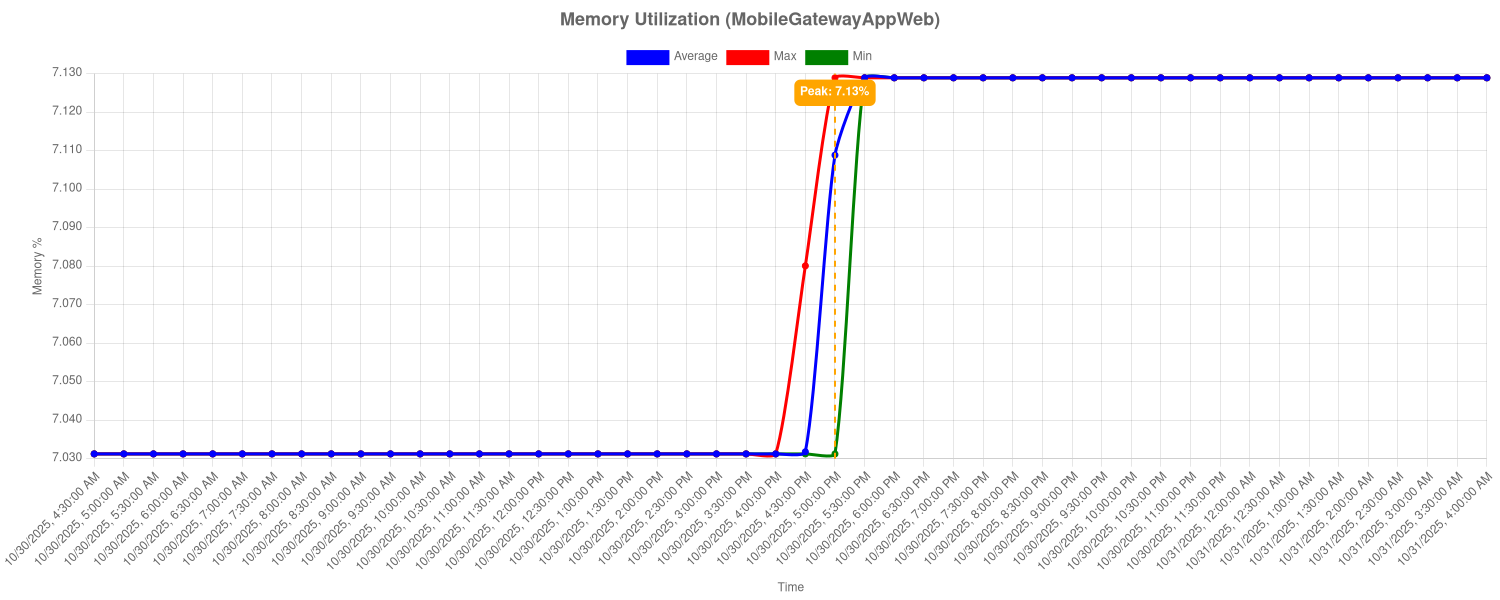 Memory Utilization (MobileGatewayAppWeb)
Average Max Min
7.130
7.120
7.110
7.100
7.090
7.080
7.070
7.060
7.050
7.040
7.030
Memory %
Peak: 7.13%
10/30/2025, 4:30:00 AM
10/30/2025, 5:00:00 AM
10/30/2025, 5:30:00 AM
10/30/2025, 6:00:00 AM
10/30/2025, 6:30:00 AM
10/30/2025, 7:00:00 AM
10/30/2025, 7:30:00 AM
10/30/2025, 8:00:00 AM
10/30/2025, 8:30:00 AM
10/30/2025, 9:00:00 AM
10/30/2025, 9:30:00 AM
10/30/2025, 10:00:00 AM
10/30/2025, 10:30:00 AM
10/30/2025, 11:00:00 AM
10/30/2025, 11:30:00 AM
10/30/2025, 12:00:00 PM
10/30/2025, 12:30:00 PM
10/30/2025, 1:00:00 PM
10/30/2025, 1:30:00 PM
10/30/2025, 2:00:00 PM
10/30/2025, 2:30:00 PM
10/30/2025, 3:00:00 PM
10/30/2025, 3:30:00 PM
10/30/2025, 4:00:00 PM
10/30/2025, 4:30:00 PM
10/30/2025, 5:00:00 PM
10/30/2025, 5:30:00 PM
10/30/2025, 6:00:00 PM
10/30/2025, 6:30:00 PM
10/30/2025, 7:00:00 PM
10/30/2025, 7:30:00 PM
10/30/2025, 8:00:00 PM
10/30/2025, 8:30:00 PM
10/30/2025, 9:00:00 PM
10/30/2025, 9:30:00 PM
10/30/2025, 10:00:00 PM
10/30/2025, 10:30:00 PM
10/30/2025, 11:00:00 PM
10/30/2025, 11:30:00 PM
10/31/2025, 12:00:00 AM
10/31/2025, 12:30:00 AM
10/31/2025, 1:00:00 AM
10/31/2025, 1:30:00 AM
10/31/2025, 2:00:00 AM
10/31/2025, 2:30:00 AM
10/31/2025, 3:00:00 AM
10/31/2025, 3:30:00 AM
10/31/2025, 4:00:00 AM
Time